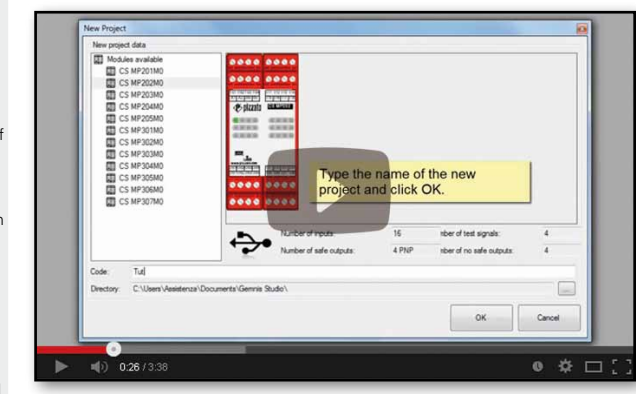 New Project
New project data
Modules available
CS MP201M0
CS MP202M0
CS MP203M0
CS MP204M0
CS MP205M0
CS MP301M0
CS MP302M0
CS MP303M0
CS MP304M0
CS MP305M0
CS MP306M0
CS MP307M0
pizzato
Type the name of the new
project and click OK.
Number of inputs: 16 nber of test signals: 4
Number of safe outputs: 4 PNP nber of no safe outputs: 4
Code: Tut
Directory: C:\Users\Assistenza\Documents\Gemnis Studio\
...
OK Cancel
0:26 / 3:38